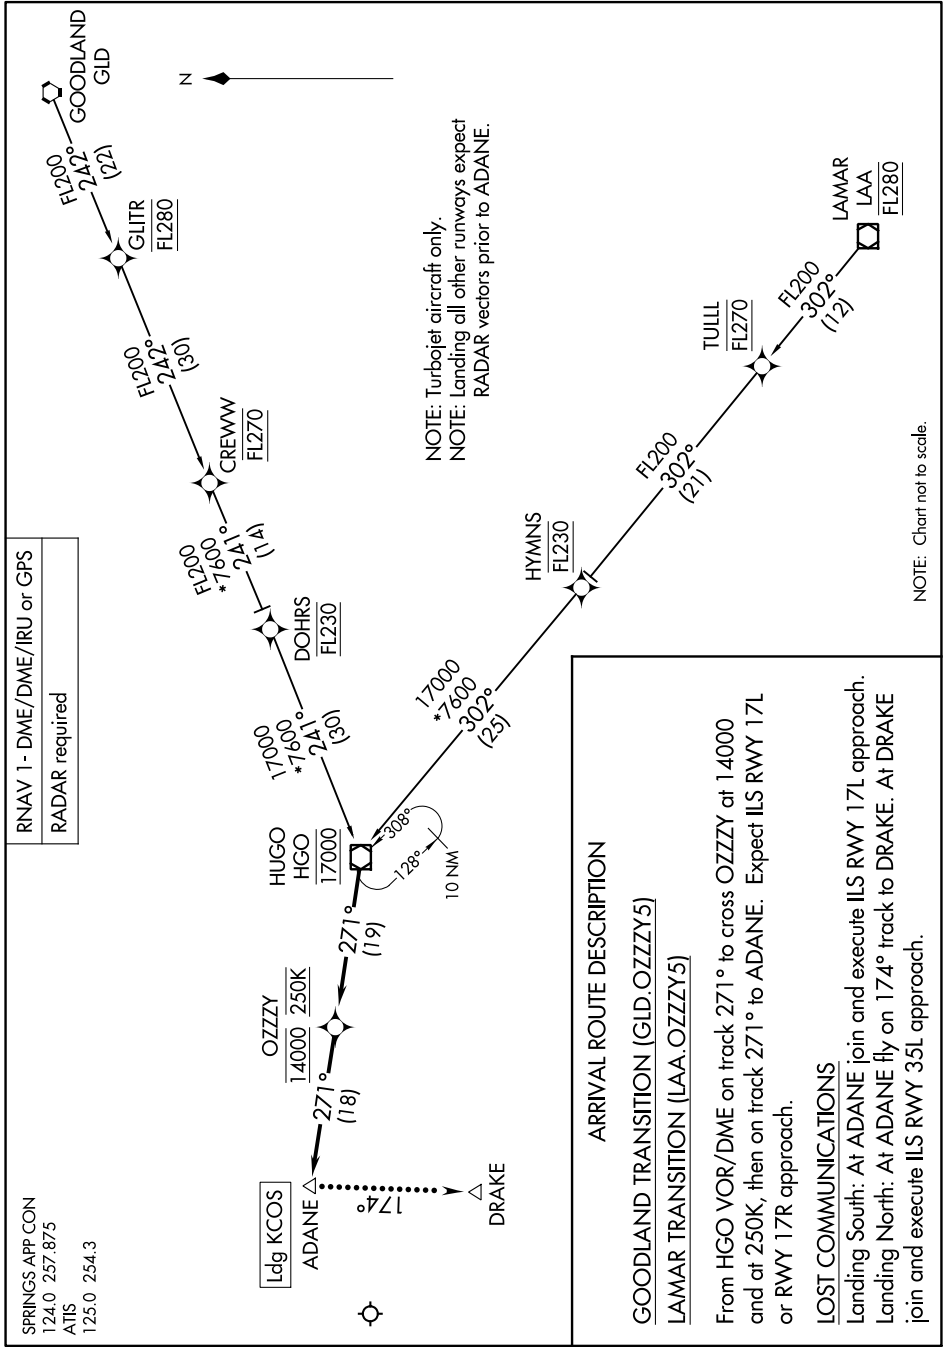 SPRINGS APP CON
124.0 257.875
ATIS
125.0 254.3
RNAV 1- DME/DME/IRU or GPS
RADAR required
GOODLAND
GLD
N
FL200
242°
(22)
GLITR
FL280
FL200
242°
(30)
CREWW
FL270
FL200
*7600
241°
(14)
DOHRS
FL230
17000
*7600
241°
(30)
HUGO
HGO
17000
308°
128°
10 NM
271°
(19)
OZZZY
14000 250K
271°
(18)
Ldg KCOS
ADANE
174°
DRAKE
NOTE: Turbojet aircraft only.
NOTE: Landing all other runways expect
RADAR vectors prior to ADANE.
LAMAR
LAA
FL280
FL200
302°
(12)
TULLL
FL270
FL200
302°
(21)
HYMNS
FL230
17000
*7600
302°
(25)
NOTE: Chart not to scale.
ARRIVAL ROUTE DESCRIPTION
GOODLAND TRANSITION (GLD.OZZZY5)
LAMAR TRANSITION (LAA.OZZZY5)
From HGO VOR/DME on track 271° to cross OZZZY at 14000
and at 250K, then on track 271° to ADANE. Expect ILS RWY 17L
or RWY 17R approach.
LOST COMMUNICATIONS
Landing South: At ADANE join and execute ILS RWY 17L approach.
Landing North: At ADANE fly on 174° track to DRAKE. At DRAKE
join and execute ILS RWY 35L approach.